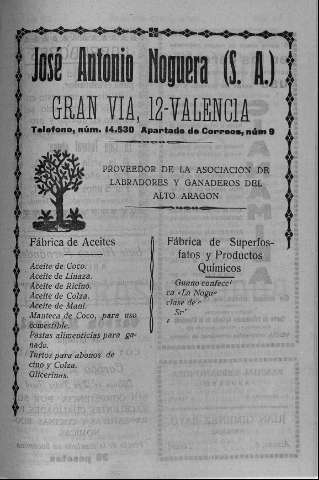 José Antonio Noguera (S. A.)
GRAN VIA, 12-VALENCIA
Telefono, núm. 14.530 Apartado de Correos, núm 9
PROVEEDOR DE LA ASOCIACION DE
LABRADORES Y GANADEROS DEL
ALTO ARAGON
Fábrica de Aceites
Aceite de Coco.
Aceite de Linaza.
Aceite de Ricino.
Aceite de Colza.
Aceite de Maní.
Manteca de Coco, para uso
comestible.
Pastas alimenticias para ga-
nado.
Turtos para abonos de
cino y Colza.
Glicerinas.
Fábrica de Superfos-
fatos y Productos
Químicos
Guano confecc
ca «La Nogu
clase de